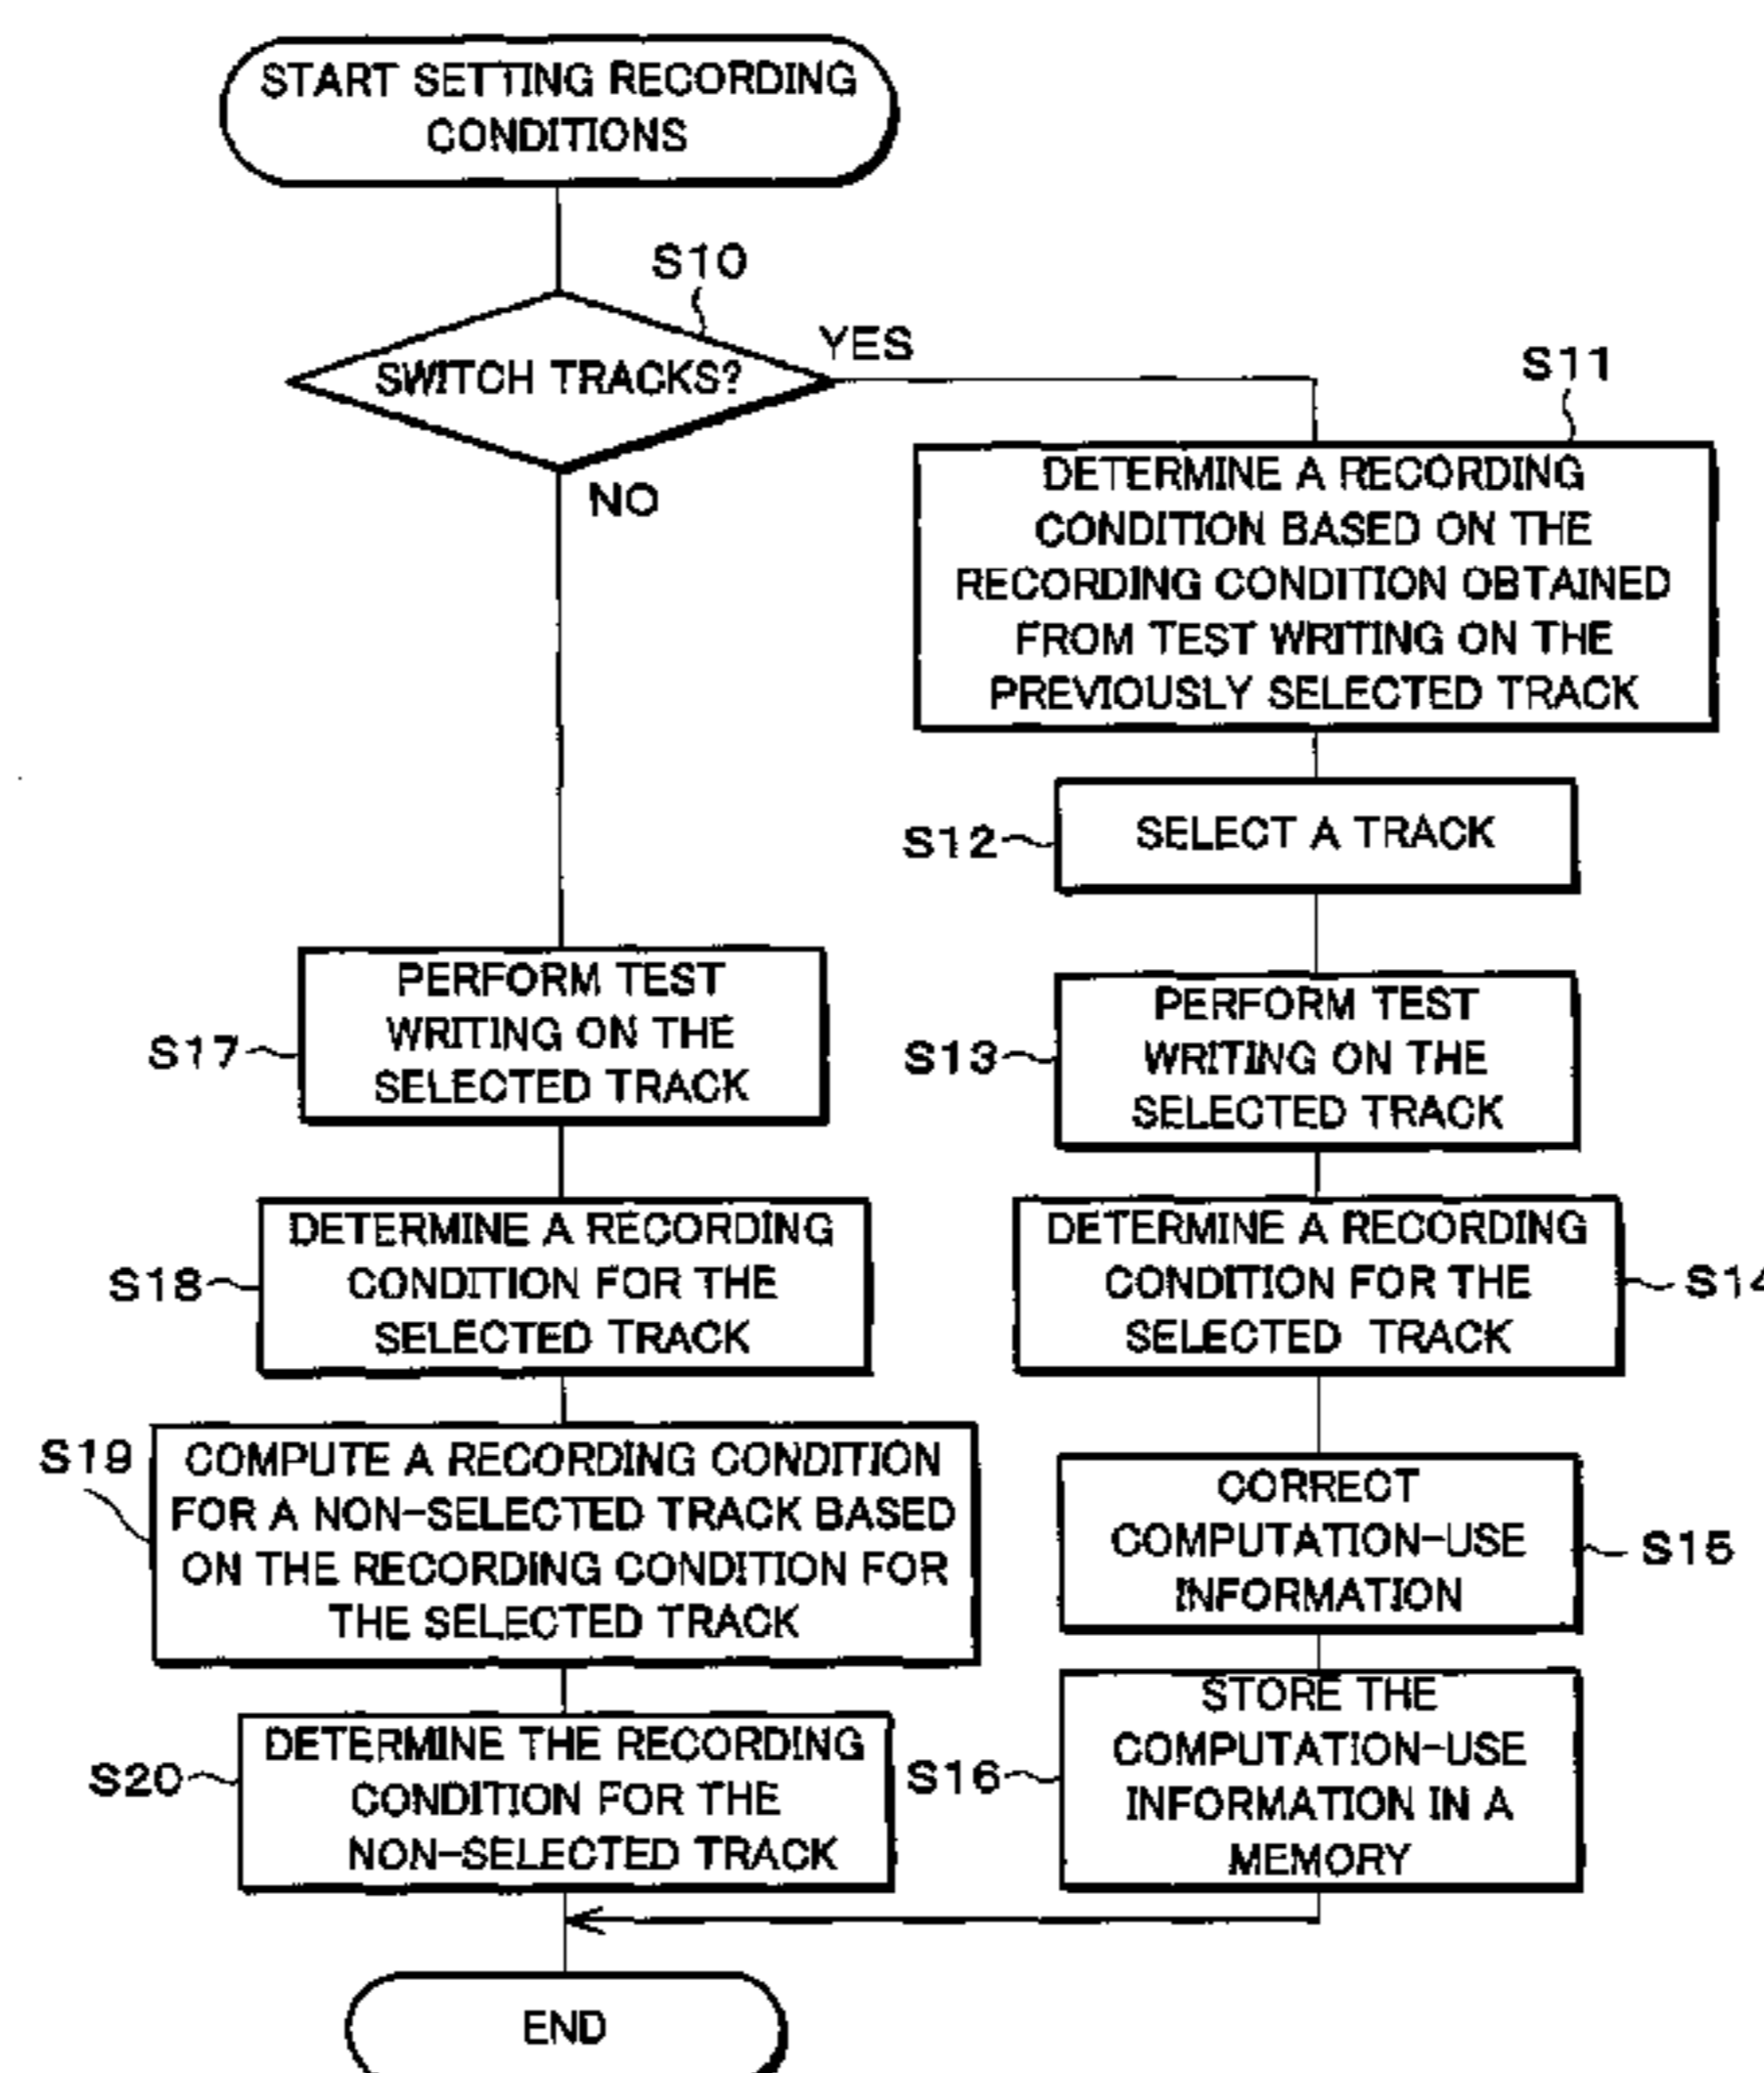 START SETTING RECORDING
CONDITIONS
S10
SWITCH TRACKS?
YES
NO
S11
DETERMINE A RECORDING
CONDITION BASED ON THE
RECORDING CONDITION OBTAINED
FROM TEST WRITING ON THE
PREVIOUSLY SELECTED TRACK
S12
SELECT A TRACK
S13
PERFORM TEST
WRITING ON THE
SELECTED TRACK
S14
DETERMINE A RECORDING
CONDITION FOR THE
SELECTED TRACK
S15
CORRECT
COMPUTATION-USE
INFORMATION
S16
STORE THE
COMPUTATION-USE
INFORMATION IN A
MEMORY
S17
PERFORM TEST
WRITING ON THE
SELECTED TRACK
S18
DETERMINE A RECORDING
CONDITION FOR THE
SELECTED TRACK
S19
COMPUTE A RECORDING CONDITION
FOR A NON-SELECTED TRACK BASED
ON THE RECORDING CONDITION FOR
THE SELECTED TRACK
S20
DETERMINE THE RECORDING
CONDITION FOR THE
NON-SELECTED TRACK
END